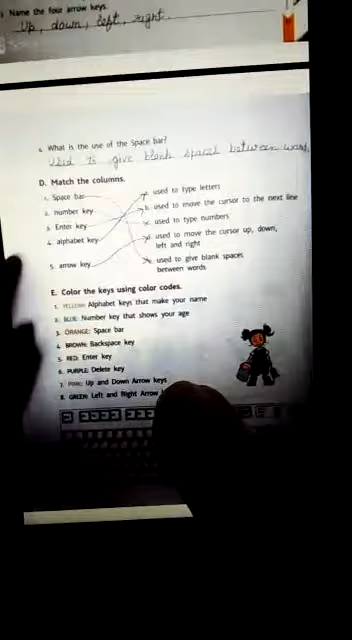 Name the four arrow keys.
Up, down, left, right.
4. What is the use of the Space bar?
Used to give blank spaces between words
D. Match the columns.
1. Space bar
a. used to type letters
2. number key
b. used to move the cursor to the next line
3. Enter key
c. used to type numbers
4. alphabet key
d. used to move the cursor up, down,
left and right
5. arrow key
e. used to give blank spaces
between words.
E. Color the keys using color codes.
1. YELLOW: Alphabet keys that make your name
2. BLUE: Number key that shows your age
3. ORANGE: Space bar
4. BROWN: Backspace key
5. RED: Enter key
6. PURPLE: Delete key
7. PINK: Up and Down Arrow keys
8. GREEN: Left and Right Arrow